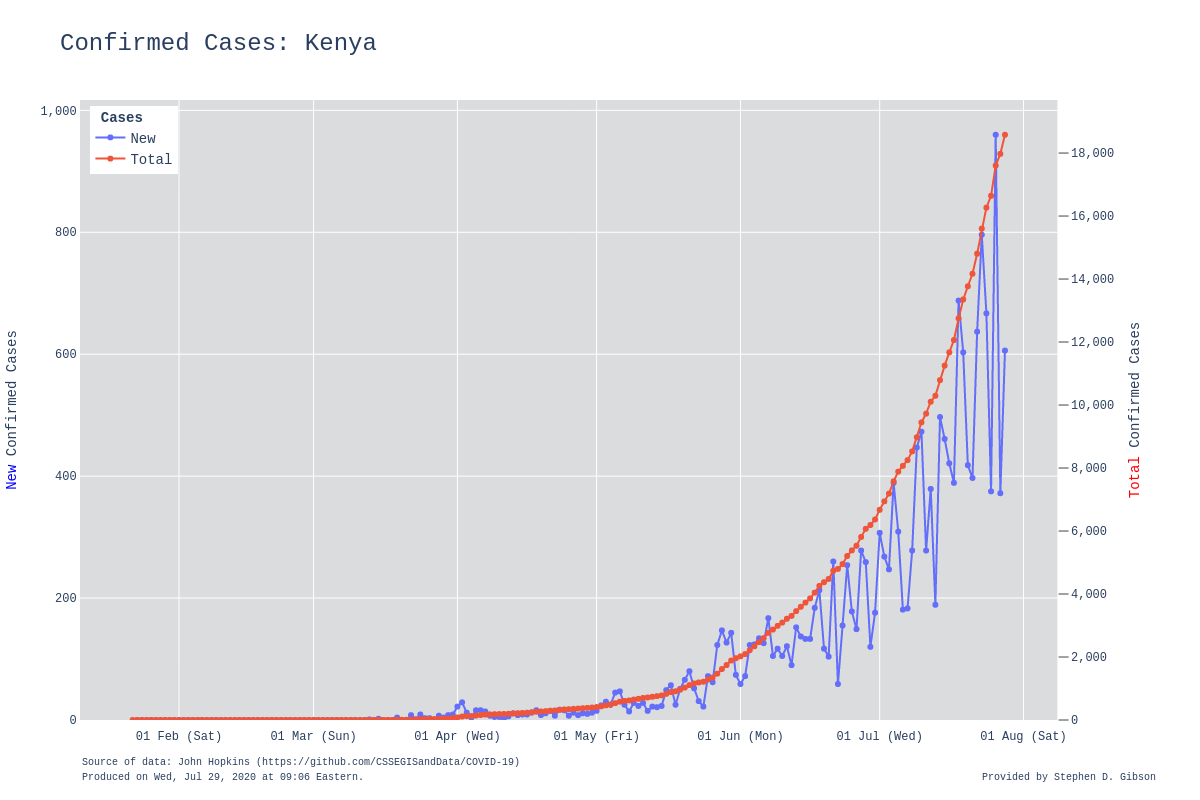 Confirmed Cases: Kenya
Cases
New
Total
1,000
800
600
400
200
0
18,000
16,000
14,000
12,000
10,000
8,000
6,000
4,000
2,000
0
New Confirmed Cases
Total Confirmed Cases
01 Feb (Sat)
01 Mar (Sun)
01 Apr (Wed)
01 May (Fri)
01 Jun (Mon)
01 Jul (Wed)
01 Aug (Sat)
Source of data: John Hopkins (https://github.com/CSSEGISandData/COVID-19)
Produced on Wed, Jul 29, 2020 at 09:06 Eastern.
Provided by Stephen D. Gibson